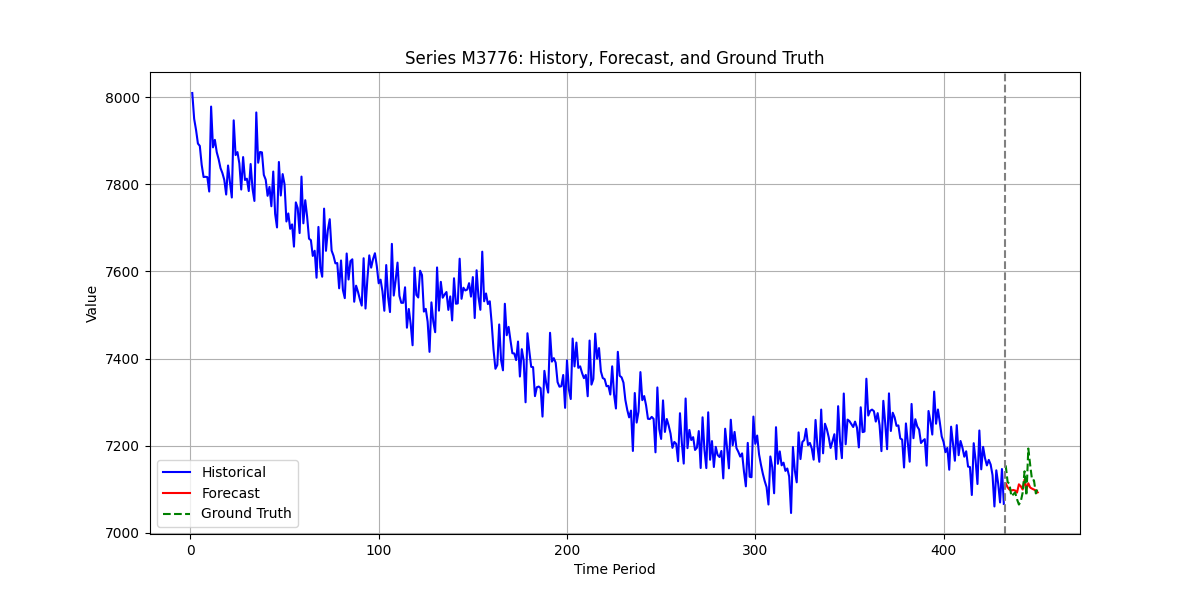 Series M3776: History, Forecast, and Ground Truth
8000
7800
7600
7400
7200
7000
Value
Historical
Forecast
Ground Truth
0
100
200
300
400
Time Period